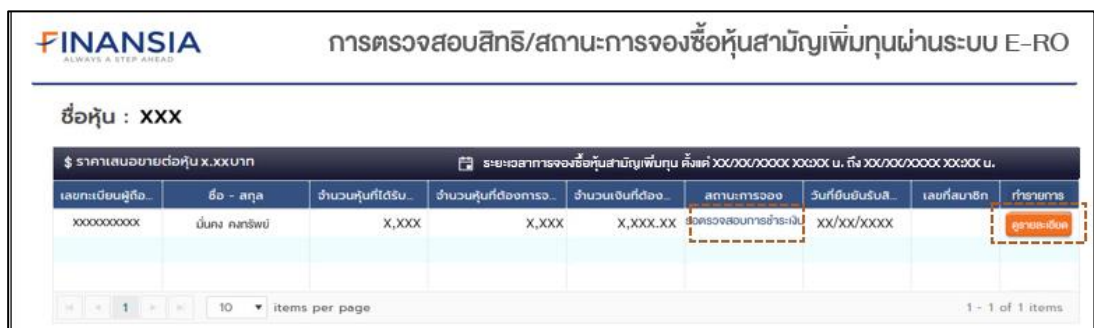 FINANSIA
ALWAYS A STEP AHEAD
การตรวจสอบสิทธิ/สถานะการจองซื้อหุ้นสามัญเพิ่มทุนผ่านระบบ E-RO
ชื่อหุ้น : XXX
$ ราคาเสนอขายต่อหุ้น x.xxบาท ระยะเวลาการจองซื้อหุ้นสามัญเพิ่มทุน ตั้งแต่ XX/XX/XXXX XX:XX น. ถึง XX/XX/XXXX XX:XX น.
เลขทะเบียนผู้ถือ... ชื่อ - สกุล จำนวนหุ้นที่ได้รับ... จำนวนหุ้นที่ต้องการจอ... จำนวนเงินที่ต้อง... สถานะการจอง วันที่ยืนยันรับสิ... เลขที่สมาชิก ทำรายการ
XXXXXXXXXX มั่นคง คงทรัพย์ X,XXX X,XXX X,XXX.XX รอตรวจสอบการชำระเงิน XX/XX/XXXX ดูรายละเอียด
1 10 items per page 1 - 1 of 1 items